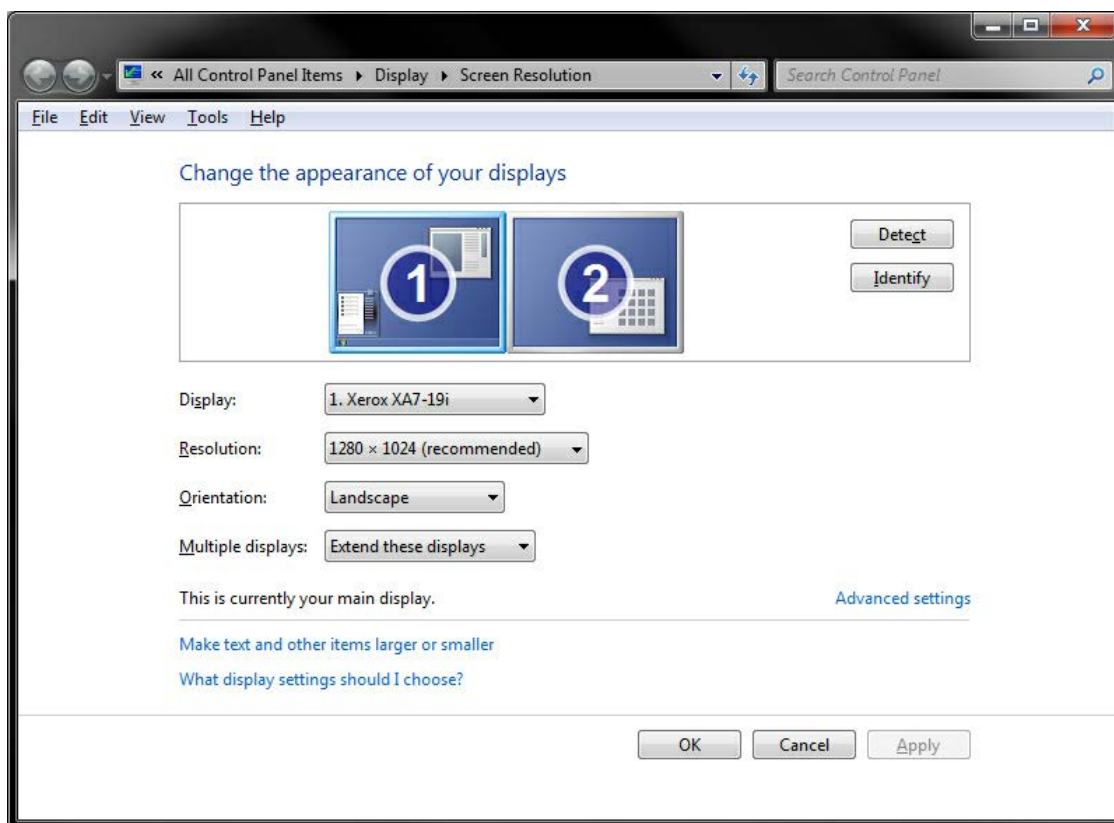 « All Control Panel Items ▸ Display ▸ Screen Resolution
Search Control Panel
File Edit View Tools Help
Change the appearance of your displays
1 2
Detect
Identify
Display: 1. Xerox XA7-19i
Resolution: 1280 × 1024 (recommended)
Orientation: Landscape
Multiple displays: Extend these displays
This is currently your main display. Advanced settings
Make text and other items larger or smaller
What display settings should I choose?
OK Cancel Apply